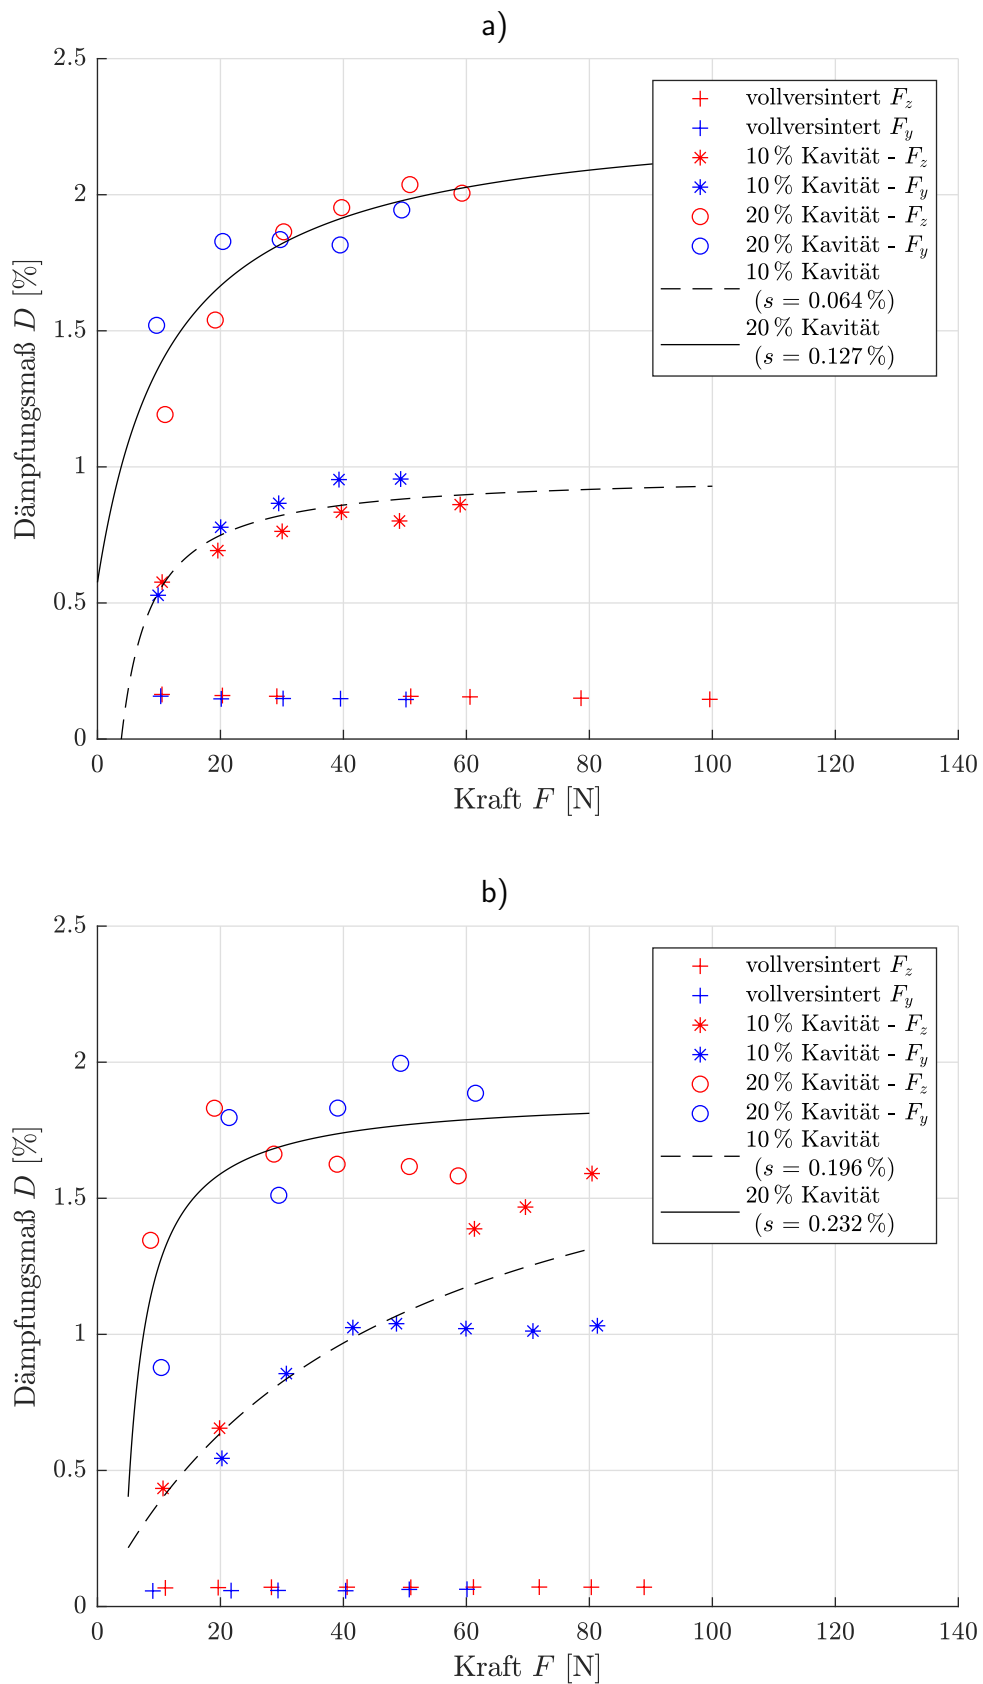 a)
2.5
2
1.5
1
0.5
0
0 20 40 60 80 100 120 140
Dämpfungsmaß D [%]
Kraft F [N]
vollversintert F_z
vollversintert F_y
10 % Kavität - F_z
10 % Kavität - F_y
20 % Kavität - F_z
20 % Kavität - F_y
10 % Kavität
(s = 0.064 %)
20 % Kavität
(s = 0.127 %)
b)
2.5
2
1.5
1
0.5
0
0 20 40 60 80 100 120 140
Dämpfungsmaß D [%]
Kraft F [N]
vollversintert F_z
vollversintert F_y
10 % Kavität - F_z
10 % Kavität - F_y
20 % Kavität - F_z
20 % Kavität - F_y
10 % Kavität
(s = 0.196 %)
20 % Kavität
(s = 0.232 %)